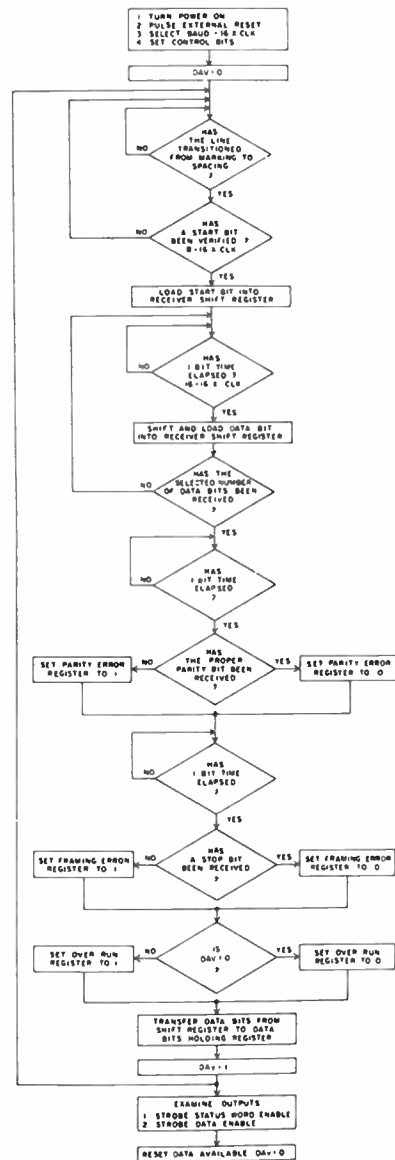 1 TURN POWER ON
2 PULSE EXTERNAL RESET
3 SELECT BAUD - 16 X CLK
4 SET CONTROL BITS
DAV=0
HAS
THE LINE
TRANSITIONED
FROM MARKING TO
SPACING
?
NO
YES
HAS
A START BIT
BEEN VERIFIED ?
8-16 X CLK
NO
YES
LOAD START BIT INTO
RECEIVER SHIFT REGISTER
HAS
1 BIT TIME
ELAPSED ?
16-16 X CLK
NO
YES
SHIFT AND LOAD DATA BIT
INTO RECEIVER SHIFT REGISTER
HAS THE
SELECTED NUMBER
OF DATA BITS BEEN
RECEIVED
?
NO
YES
HAS
1 BIT TIME
ELAPSED
?
NO
YES
HAS
THE PROPER
PARITY BIT BEEN
RECEIVED
?
NO
YES
SET PARITY ERROR
REGISTER TO 1
SET PARITY ERROR
REGISTER TO 0
HAS
1 BIT TIME
ELAPSED
?
NO
YES
HAS
A STOP BIT
BEEN RECEIVED
?
NO
YES
SET FRAMING ERROR
REGISTER TO 1
SET FRAMING ERROR
REGISTER TO 0
IS
DAV=0
?
NO
YES
SET OVER RUN
REGISTER TO 1
SET OVER RUN
REGISTER TO 0
TRANSFER DATA BITS FROM
SHIFT REGISTER TO DATA
BITS HOLDING REGISTER
DAV=1
EXAMINE OUTPUTS
1 STROBE STATUS WORD ENABLE
2 STROBE DATA ENABLE
RESET DATA AVAILABLE DAV=0